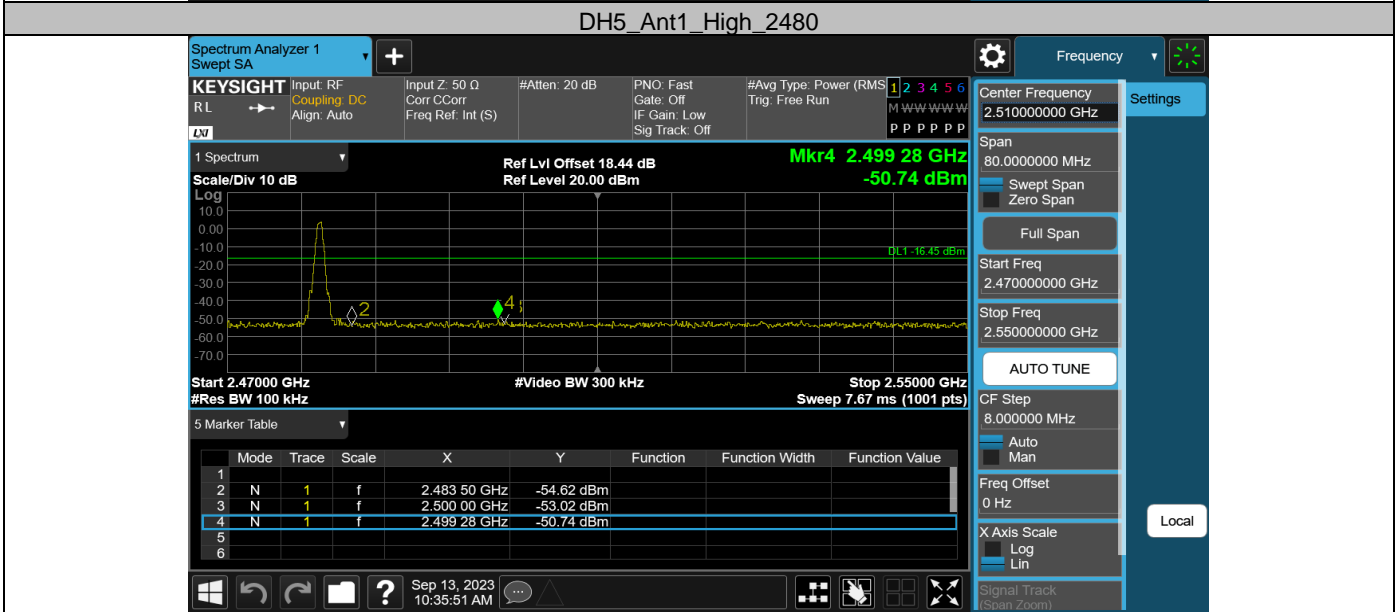 DH5_Ant1_High_2480
Spectrum Analyzer 1
Swept SA
+
Frequency
KEYSIGHT
RL
LXI
Input: RF
Coupling: DC
Align: Auto
Input Z: 50 Ω
Corr CCorr
Freq Ref: Int (S)
#Atten: 20 dB
PNO: Fast
Gate: Off
IF Gain: Low
Sig Track: Off
#Avg Type: Power (RMS
Trig: Free Run
1 2 3 4 5 6
M W W W W W
P P P P P P
1 Spectrum
Scale/Div 10 dB
Ref Lvl Offset 18.44 dB
Ref Level 20.00 dBm
Mkr4 2.499 28 GHz
-50.74 dBm
Log
10.0
0.00
-10.0
-20.0
-30.0
-40.0
-50.0
-60.0
-70.0
DL1 -16.45 dBm
2
4
Start 2.47000 GHz
#Video BW 300 kHz
Stop 2.55000 GHz
#Res BW 100 kHz
Sweep 7.67 ms (1001 pts)
5 Marker Table
Mode Trace Scale X Y Function Function Width Function Value
1
2 N 1 f 2.483 50 GHz -54.62 dBm
3 N 1 f 2.500 00 GHz -53.02 dBm
4 N 1 f 2.499 28 GHz -50.74 dBm
5
6
Center Frequency
2.510000000 GHz
Settings
Span
80.0000000 MHz
Swept Span
Zero Span
Full Span
Start Freq
2.470000000 GHz
Stop Freq
2.550000000 GHz
AUTO TUNE
CF Step
8.000000 MHz
Auto
Man
Freq Offset
0 Hz
X Axis Scale
Log
Lin
Signal Track
(Span Zoom)
Local
?
Sep 13, 2023
10:35:51 AM